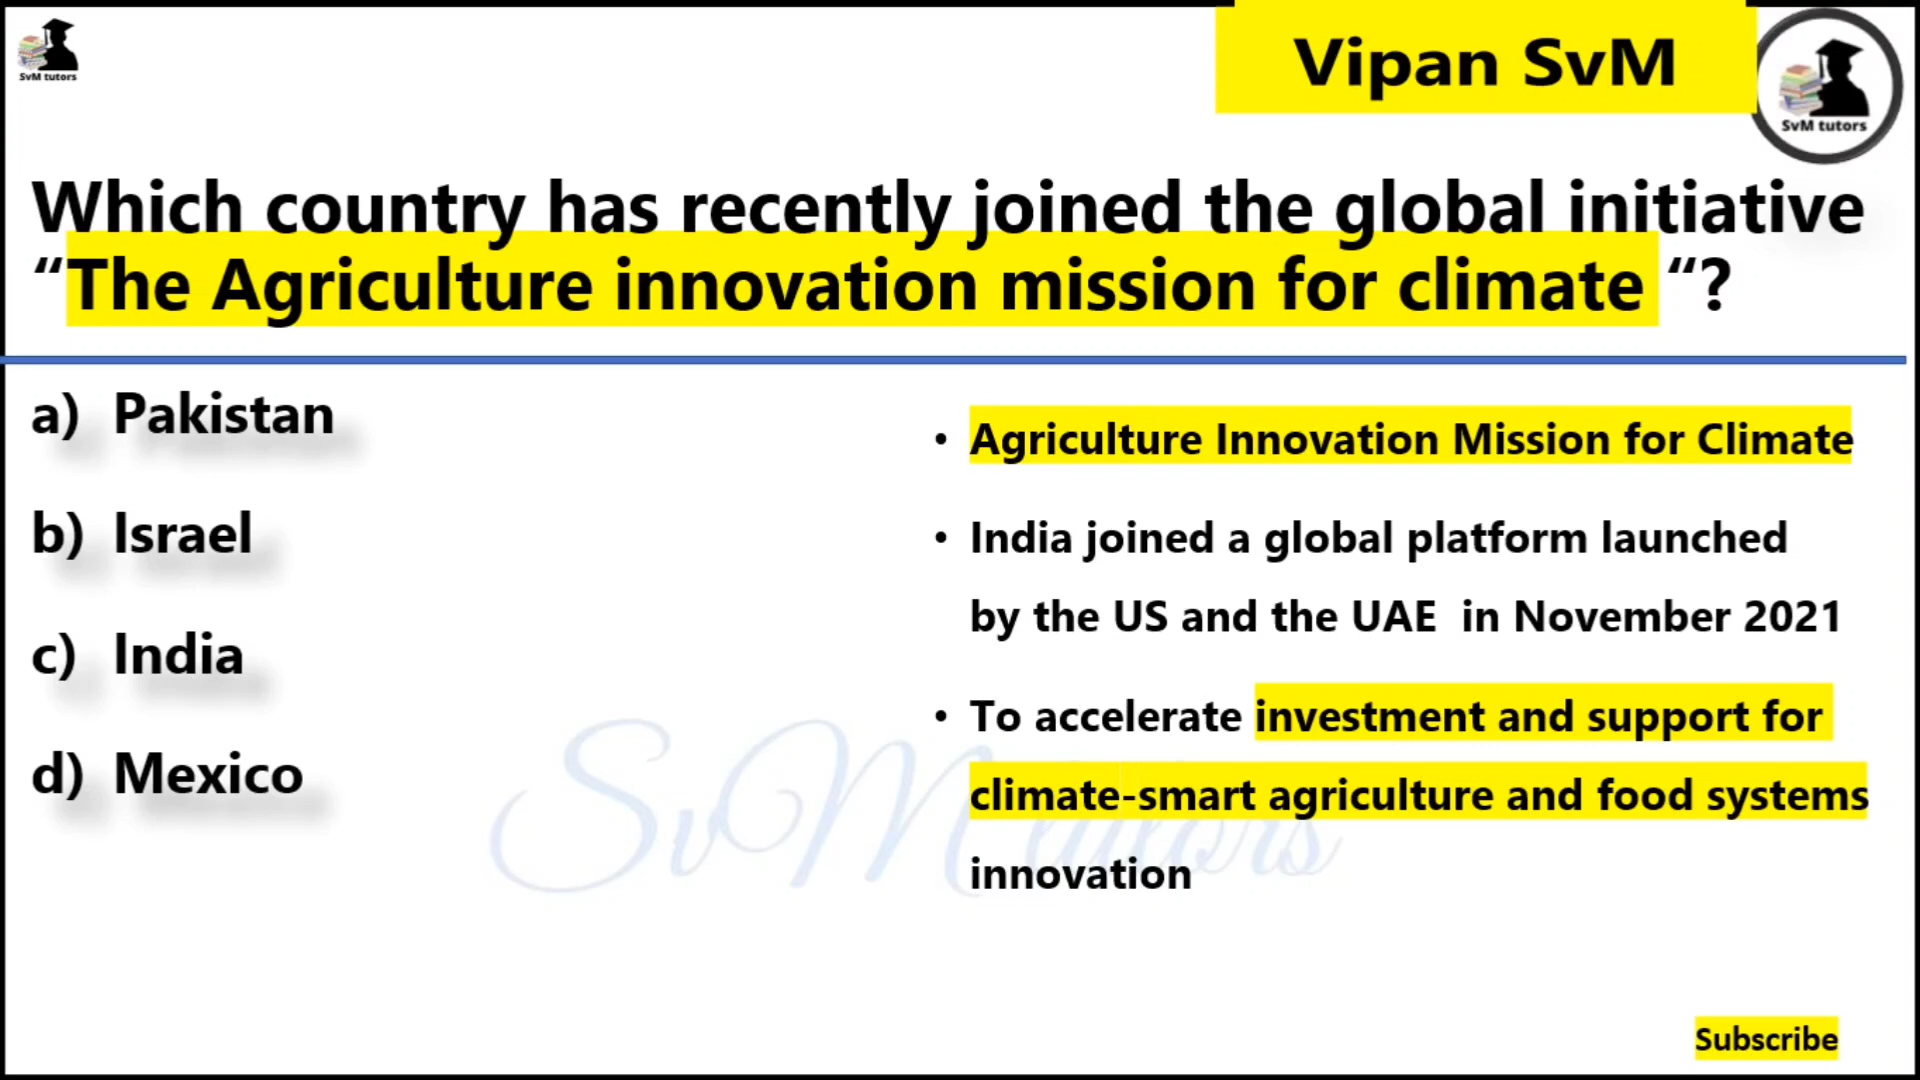 SvM tutors
Vipan SvM
SvM tutors
Which country has recently joined the global initiative
“The Agriculture innovation mission for climate “?
a) Pakistan
b) Israel
c) India
d) Mexico
• Agriculture Innovation Mission for Climate
• India joined a global platform launched
by the US and the UAE in November 2021
• To accelerate investment and support for
climate-smart agriculture and food systems
innovation
SvM tutors
Subscribe